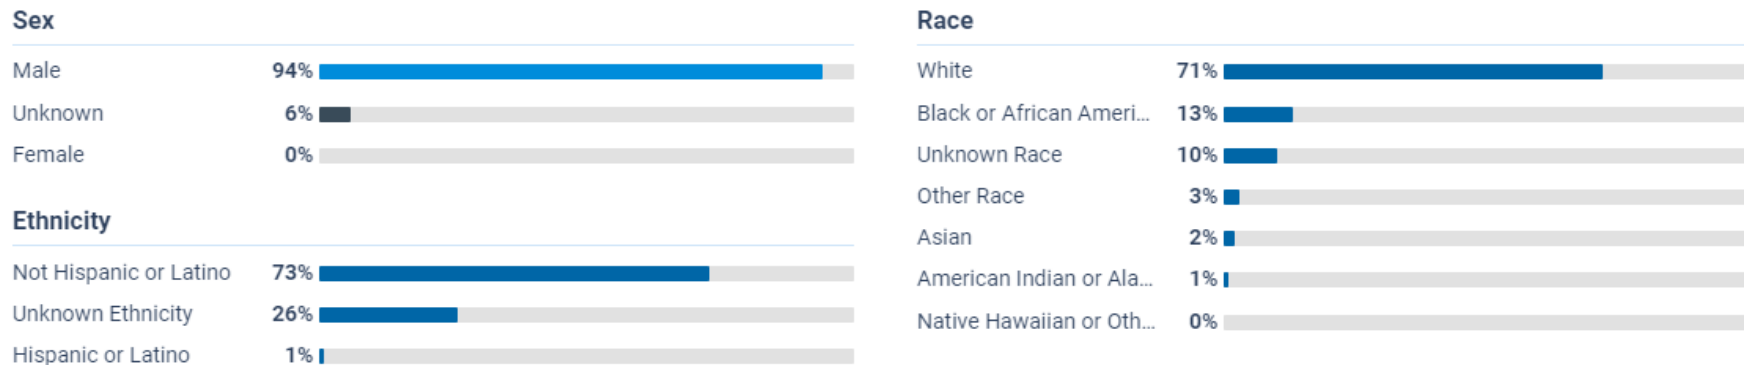 Sex
Male 94%
Unknown 6%
Female 0%
Ethnicity
Not Hispanic or Latino 73%
Unknown Ethnicity 26%
Hispanic or Latino 1%
Race
White 71%
Black or African Ameri... 13%
Unknown Race 10%
Other Race 3%
Asian 2%
American Indian or Ala... 1%
Native Hawaiian or Oth... 0%